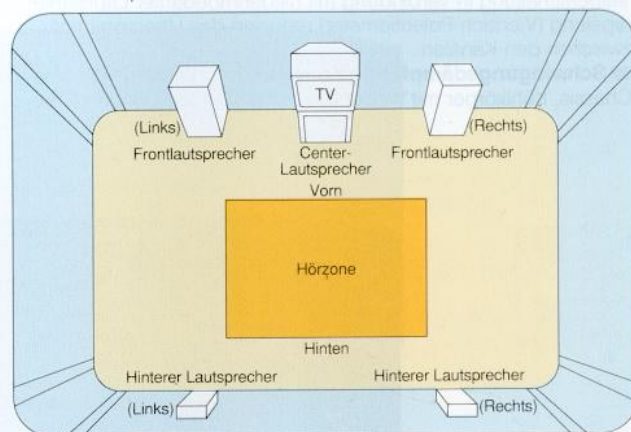 TV
(Links)
(Rechts)
Frontlautsprecher
Center-
Lautsprecher
Frontlautsprecher
Vorn
Hörzone
Hinten
Hinterer Lautsprecher
Hinterer Lautsprecher
(Links)
(Rechts)